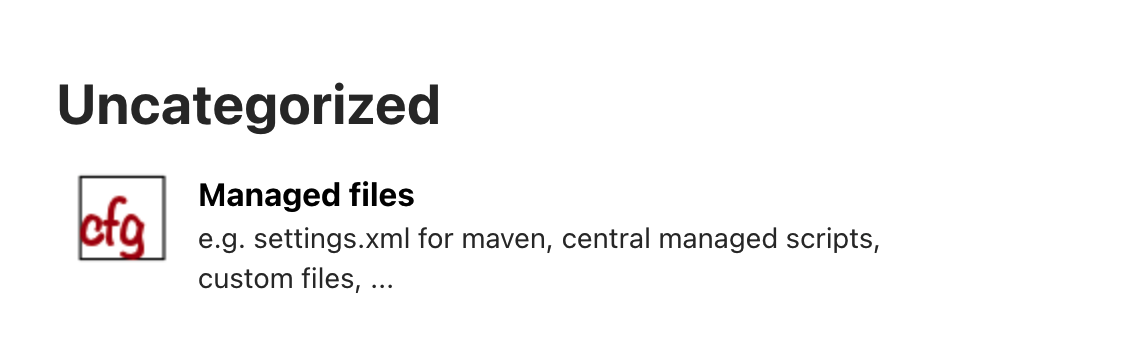 Uncategorized
cfg
Managed files
e.g. settings.xml for maven, central managed scripts,
custom files, ...